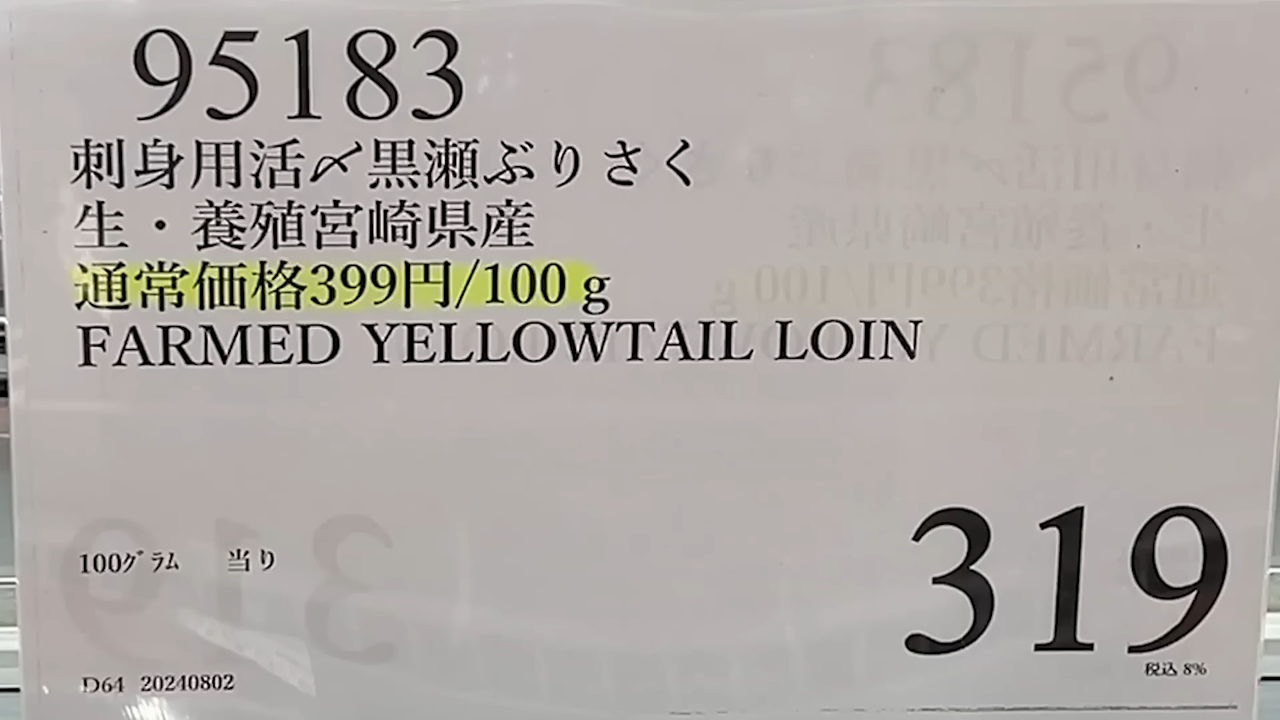 95183
刺身用活〆黒瀬ぶりさく
生・養殖宮崎県産
通常価格399円/100g
FARMED YELLOWTAIL LOIN
100グラム 当り
319
税込 8%
D64 20240802